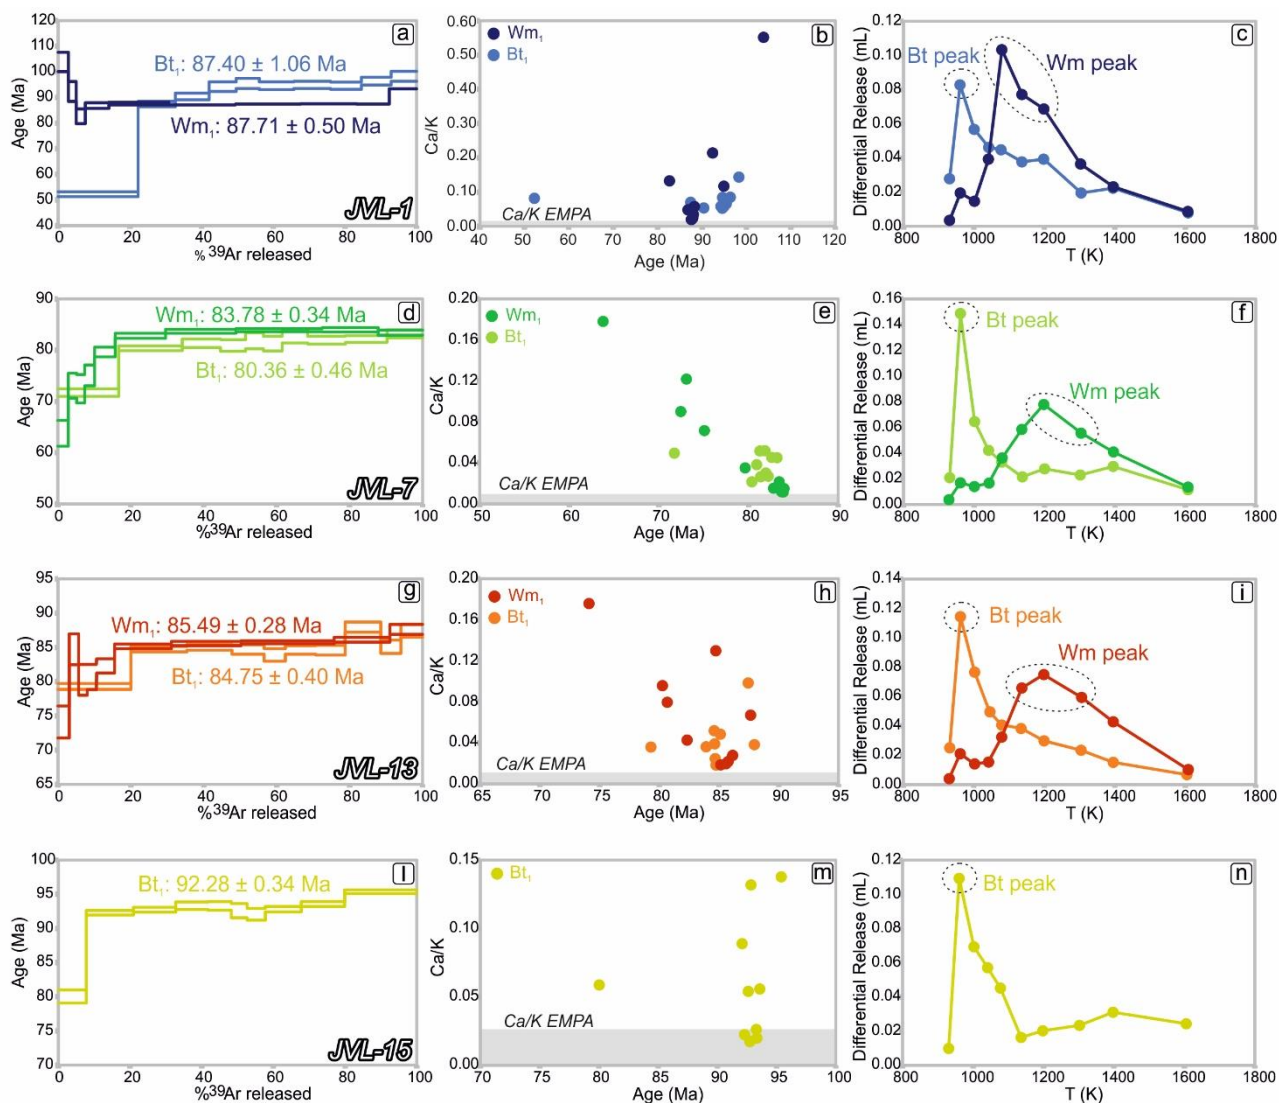 a
Age (Ma)
120
110
100
90
80
70
60
50
40
Bt1: 87.40 ± 1.06 Ma
Wm1: 87.71 ± 0.50 Ma
JVL-1
0 20 40 60 80 100
%39Ar released
b
Ca/K
0.60
0.50
0.40
0.30
0.20
0.10
0.00
Wm1
Bt1
Ca/K EMPA
40 50 60 70 80 90 100 110 120
Age (Ma)
c
Differential Release (mL)
0.12
0.10
0.08
0.06
0.04
0.02
0.00
Bt peak
Wm peak
800 1000 1200 1400 1600 1800
T (K)
d
Age (Ma)
90
80
70
60
50
Wm1: 83.78 ± 0.34 Ma
Bt1: 80.36 ± 0.46 Ma
JVL-7
0 20 40 60 80 100
%39Ar released
e
Ca/K
0.20
0.16
0.12
0.08
0.04
0.00
Wm1
Bt1
Ca/K EMPA
50 60 70 80 90
Age (Ma)
f
Differential Release (mL)
0.16
0.14
0.12
0.10
0.08
0.06
0.04
0.02
0.00
Bt peak
Wm peak
800 1000 1200 1400 1600 1800
T (K)
g
Age (Ma)
95
90
85
80
75
70
65
Wm1: 85.49 ± 0.28 Ma
Bt1: 84.75 ± 0.40 Ma
JVL-13
0 20 40 60 80 100
%39Ar released
h
Ca/K
0.20
0.16
0.12
0.08
0.04
0.00
Wm1
Bt1
Ca/K EMPA
65 70 75 80 85 90 95
Age (Ma)
i
Differential Release (mL)
0.14
0.12
0.10
0.08
0.06
0.04
0.02
0.00
Bt peak
Wm peak
800 1000 1200 1400 1600 1800
T (K)
l
Age (Ma)
100
95
90
85
80
75
70
Bt1: 92.28 ± 0.34 Ma
JVL-15
0 20 40 60 80 100
%39Ar released
m
Ca/K
0.15
0.10
0.05
0.00
Bt1
Ca/K EMPA
70 75 80 85 90 95 100
Age (Ma)
n
Differential Release (mL)
0.12
0.10
0.08
0.06
0.04
0.02
0.00
Bt peak
800 1000 1200 1400 1600 1800
T (K)